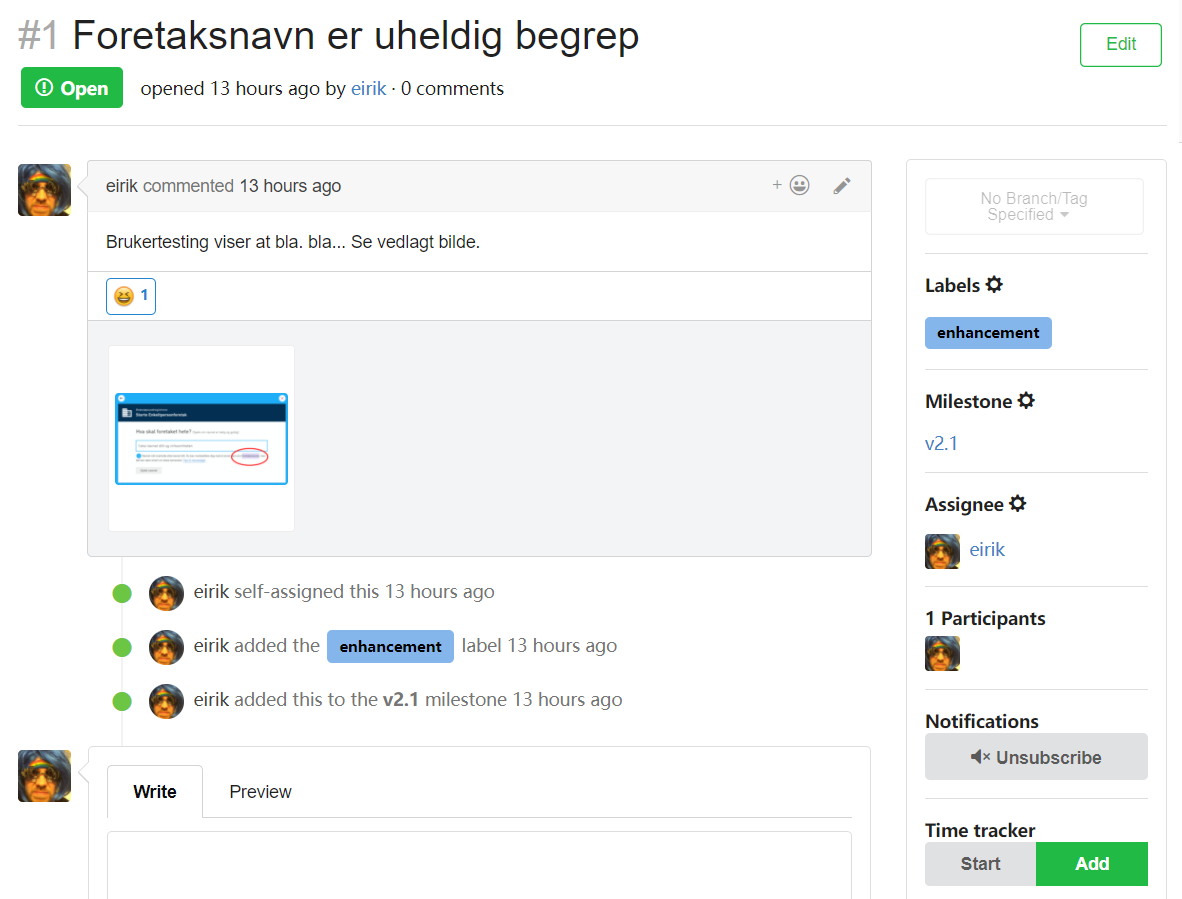 #1 Foretaksnavn er uheldig begrep
Edit
Open
opened 13 hours ago by eirik · 0 comments
eirik commented 13 hours ago
+
Brukertesting viser at bla. bla... Se vedlagt bilde.
1
Starte Enkeltpersonforetak
Hva skal foretaket hete?
eirik self-assigned this 13 hours ago
eirik added the enhancement label 13 hours ago
eirik added this to the v2.1 milestone 13 hours ago
Write
Preview
No Branch/Tag
Specified
Labels
enhancement
Milestone
v2.1
Assignee
eirik
1 Participants
Notifications
Unsubscribe
Time tracker
Start
Add